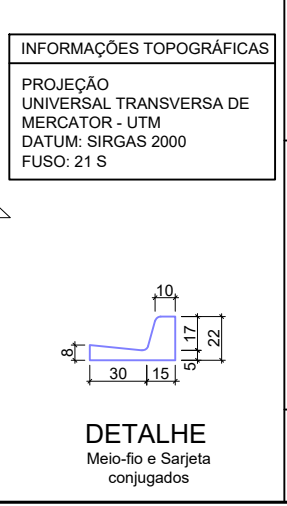 INFORMAÇÕES TOPOGRÁFICAS
PROJEÇÃO
UNIVERSAL TRANSVERSA DE
MERCATOR - UTM
DATUM: SIRGAS 2000
FUSO: 21 S
10
8
17
22
5
30
15
DETALHE
Meio-fio e Sarjeta
conjugados